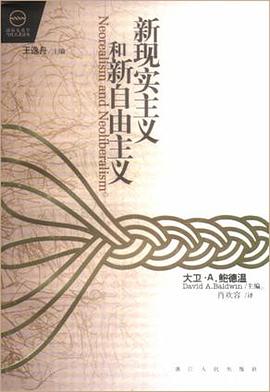 王逸舟 / 主编
新现实主义
和新自由主义
Neorealism and Neoliberalism
大卫·A.鲍德温
David A.Baldwin / 主编
肖欢容 / 译
浙江人民出版社